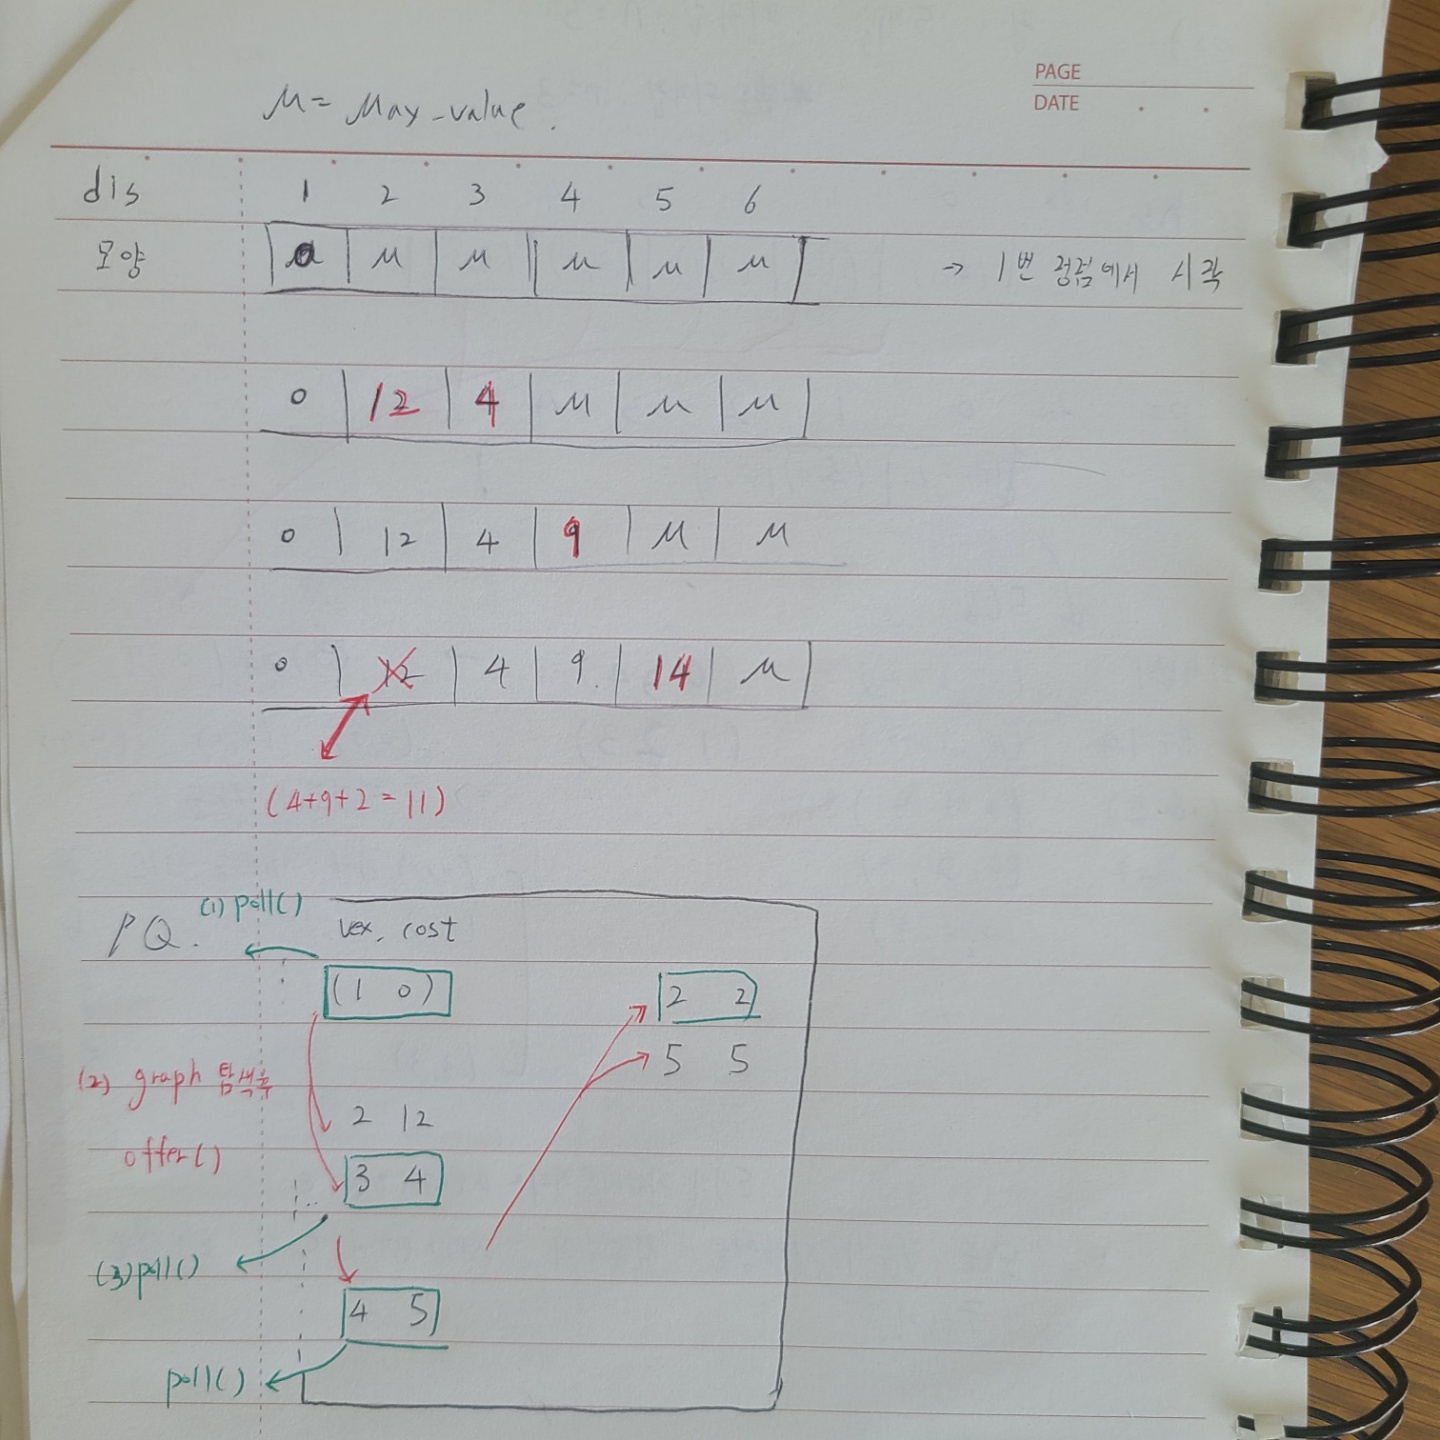 PAGE
DATE
M = Max_value.
dis 1 2 3 4 5 6
모양 0 M M M M M → 1번 정점에서 시작
0 12 4 M M M
0 12 4 9 M M
0 12 4 9 14 M
(4+9+2=11)
PQ. (1) poll() vex, cost
(1 0) 2 2
5 5
(2) graph 탐색후 2 12
offer() 3 4
(3) poll()
4 5
poll()